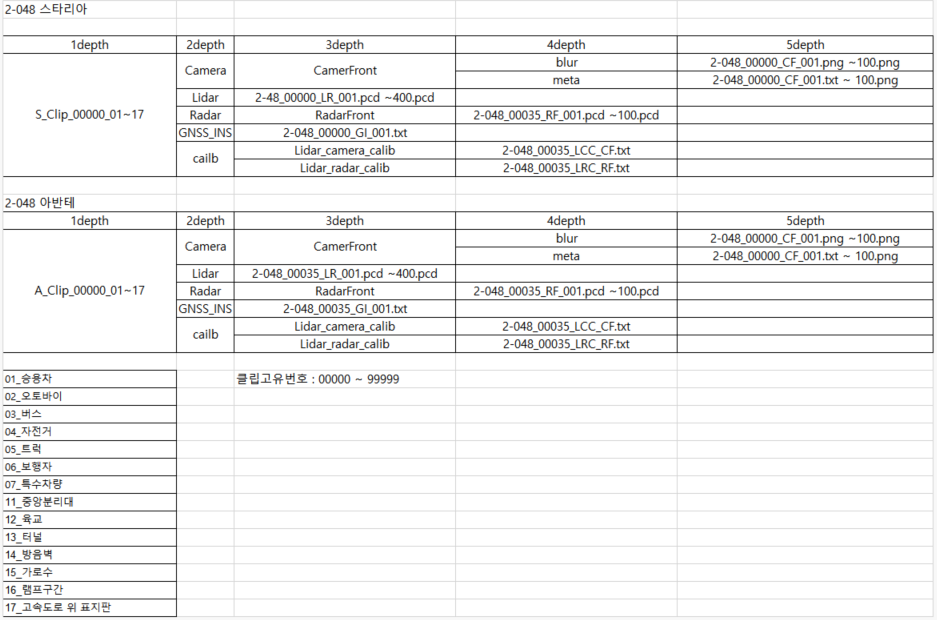 2-048 스타리아
1depth 2depth 3depth 4depth 5depth
S_Clip_00000_01~17 Camera CamerFront blur 2-048_00000_CF_001.png ~100.png
meta 2-048_00000_CF_001.txt ~ 100.png
Lidar 2-48_00000_LR_001.pcd ~400.pcd
Radar RadarFront 2-048_00035_RF_001.pcd ~100.pcd
GNSS_INS 2-048_00000_GI_001.txt
cailb Lidar_camera_calib 2-048_00035_LCC_CF.txt
Lidar_radar_calib 2-048_00035_LRC_RF.txt
2-048 아반테
1depth 2depth 3depth 4depth 5depth
A_Clip_00000_01~17 Camera CamerFront blur 2-048_00000_CF_001.png ~100.png
meta 2-048_00000_CF_001.txt ~ 100.png
Lidar 2-048_00035_LR_001.pcd ~400.pcd
Radar RadarFront 2-048_00035_RF_001.pcd ~100.pcd
GNSS_INS 2-048_00035_GI_001.txt
cailb Lidar_camera_calib 2-048_00035_LCC_CF.txt
Lidar_radar_calib 2-048_00035_LRC_RF.txt
01_승용차 클립고유번호 : 00000 ~ 99999
02_오토바이
03_버스
04_자전거
05_트럭
06_보행자
07_특수차량
11_중앙분리대
12_육교
13_터널
14_방음벽
15_가로수
16_램프구간
17_고속도로 위 표지판